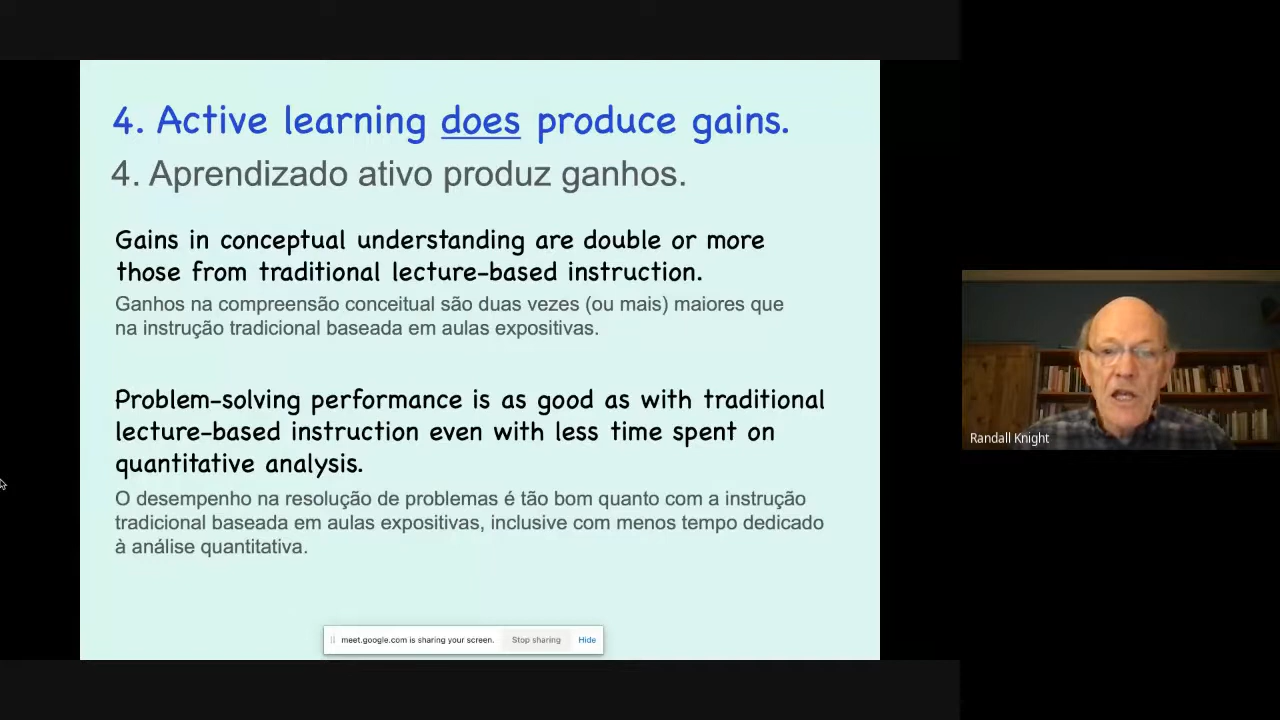 4. Active learning does produce gains.
4. Aprendizado ativo produz ganhos.
Gains in conceptual understanding are double or more
those from traditional lecture-based instruction.
Ganhos na compreensão conceitual são duas vezes (ou mais) maiores que
na instrução tradicional baseada em aulas expositivas.
Problem-solving performance is as good as with traditional
lecture-based instruction even with less time spent on
quantitative analysis.
O desempenho na resolução de problemas é tão bom quanto com a instrução
tradicional baseada em aulas expositivas, inclusive com menos tempo dedicado
à análise quantitativa.
meet.google.com is sharing your screen. Stop sharing Hide
Randall Knight